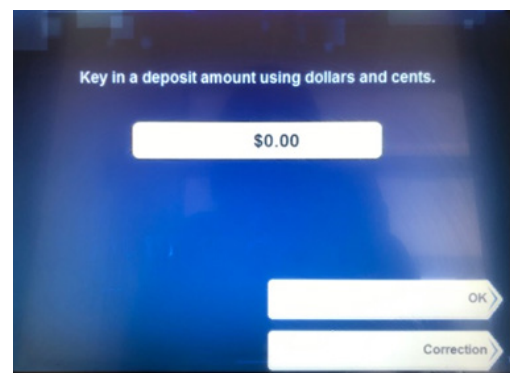 Key in a deposit amount using dollars and cents.
$0.00
OK
Correction